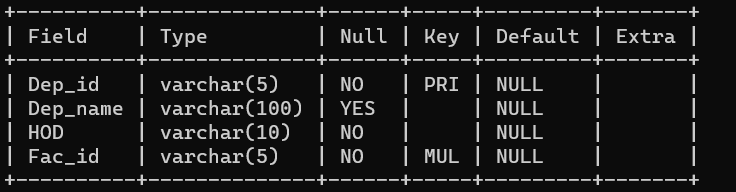 +----------+--------------+------+-----+---------+-------+
| Field    | Type         | Null | Key | Default | Extra |
+----------+--------------+------+-----+---------+-------+
| Dep_id   | varchar(5)   | NO   | PRI | NULL    |       |
| Dep_name | varchar(100) | YES  |     | NULL    |       |
| HOD      | varchar(10)  | NO   |     | NULL    |       |
| Fac_id   | varchar(5)   | NO   | MUL | NULL    |       |
+----------+--------------+------+-----+---------+-------+